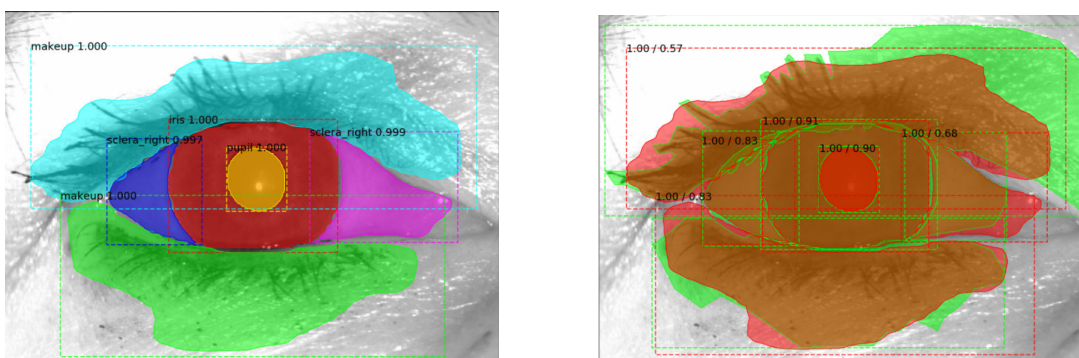 makeup 1.000
iris 1.000
sclera_right 0.997
sclera_right 0.999
pupil 1.000
makeup 1.000
1.00 / 0.57
1.00 / 0.91
1.00 / 0.83
1.00 / 0.68
1.00 / 0.90
1.00 / 0.83